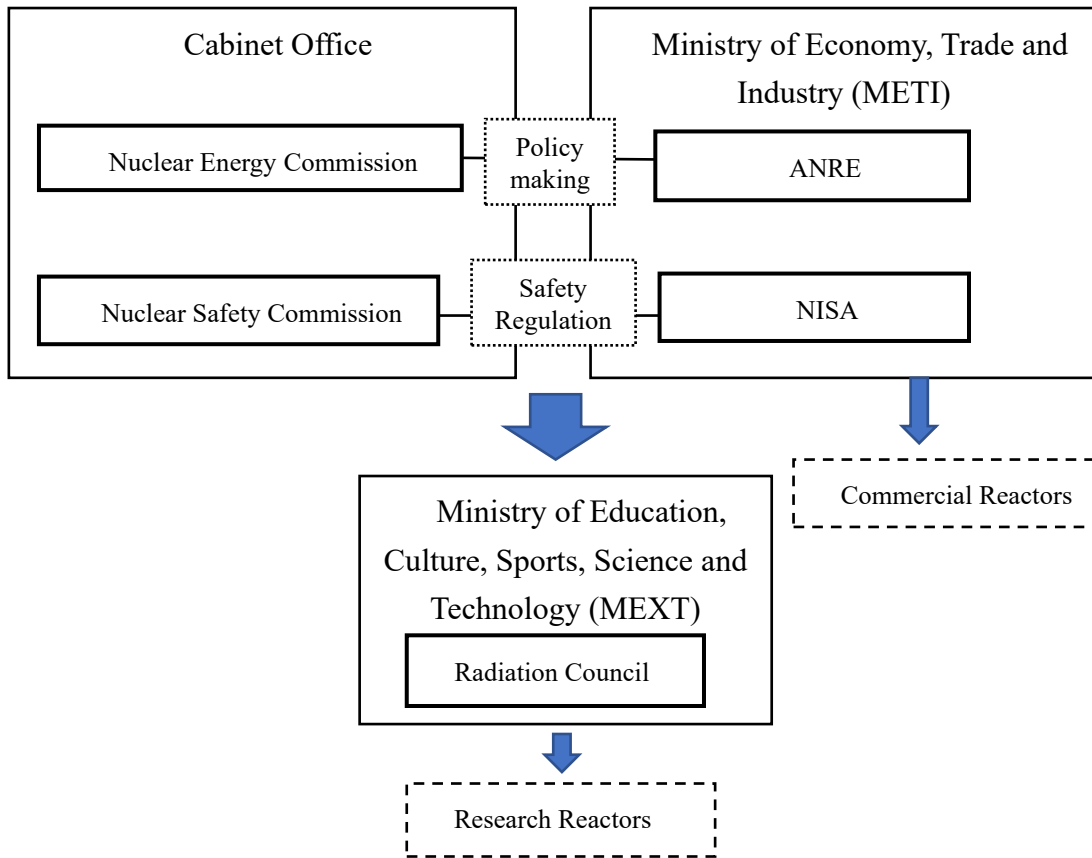 Cabinet Office
Ministry of Economy, Trade and
Industry (METI)
Nuclear Energy Commission
Policy
making
ANRE
Nuclear Safety Commission
Safety
Regulation
NISA
Commercial Reactors
Ministry of Education,
Culture, Sports, Science and
Technology (MEXT)
Radiation Council
Research Reactors